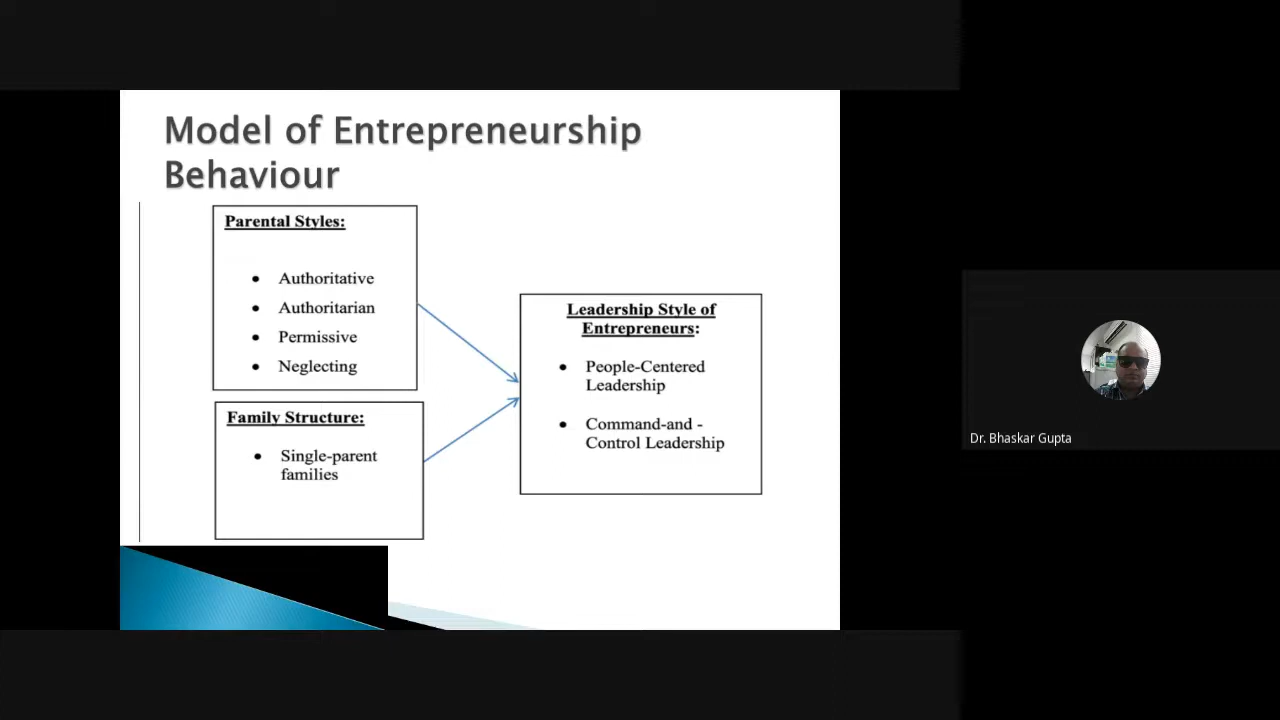 Model of Entrepreneurship
Behaviour
Parental Styles:
• Authoritative
• Authoritarian
• Permissive
• Neglecting
Family Structure:
• Single-parent
families
Leadership Style of
Entrepreneurs:
• People-Centered
Leadership
• Command-and -
Control Leadership
Dr. Bhaskar Gupta